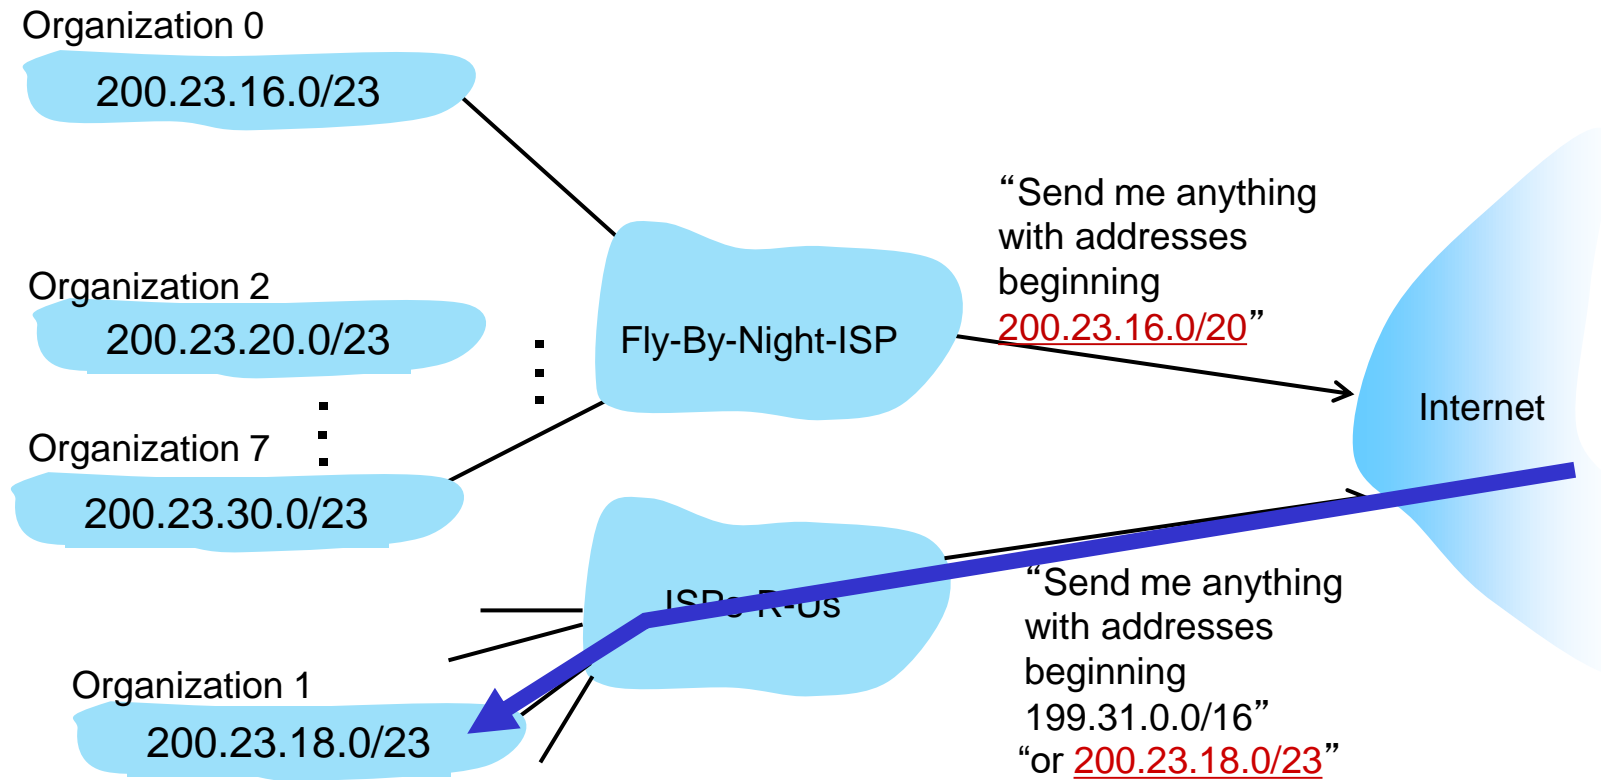 Organization 0
200.23.16.0/23
Organization 2
200.23.20.0/23
Organization 7
200.23.30.0/23
Fly-By-Night-ISP
“Send me anything
with addresses
beginning
200.23.16.0/20”
Internet
ISPs-R-Us
Organization 1
200.23.18.0/23
“Send me anything
with addresses
beginning
199.31.0.0/16”
“or 200.23.18.0/23”